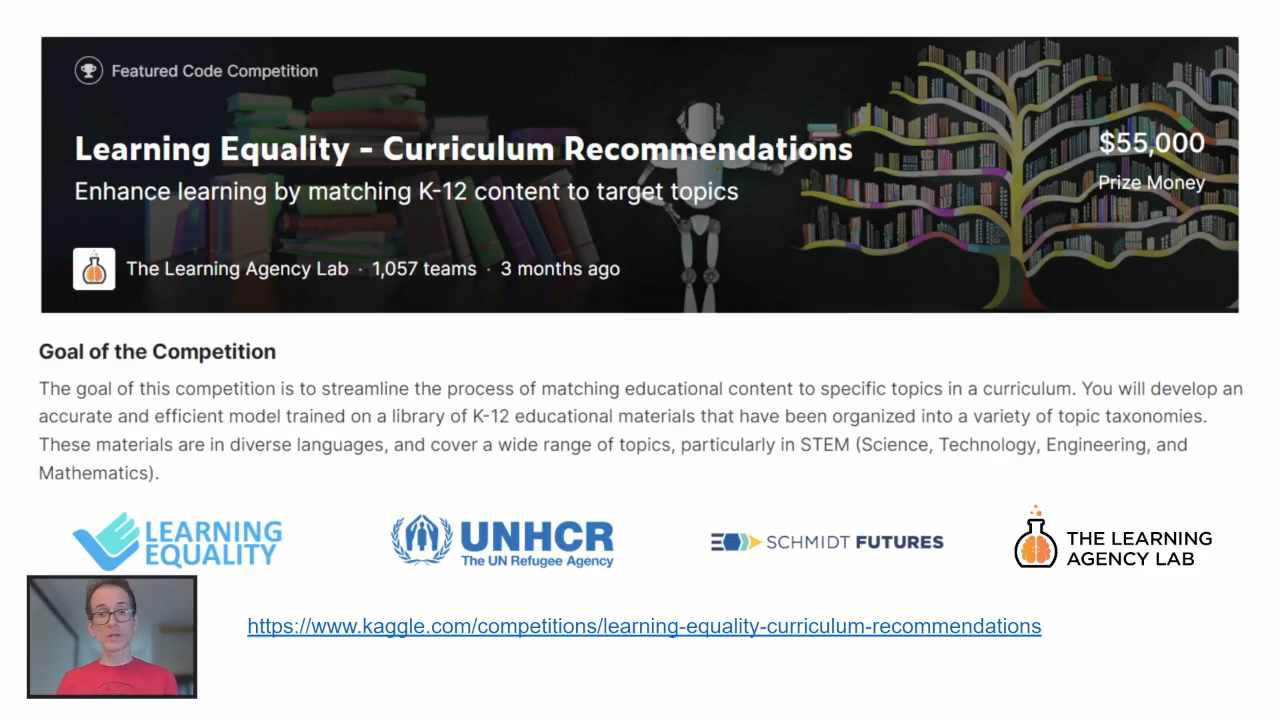 Featured Code Competition
Learning Equality - Curriculum Recommendations
Enhance learning by matching K-12 content to target topics
$55,000
Prize Money
The Learning Agency Lab · 1,057 teams · 3 months ago
Goal of the Competition
The goal of this competition is to streamline the process of matching educational content to specific topics in a curriculum. You will develop an
accurate and efficient model trained on a library of K-12 educational materials that have been organized into a variety of topic taxonomies.
These materials are in diverse languages, and cover a wide range of topics, particularly in STEM (Science, Technology, Engineering, and
Mathematics).
LEARNING
EQUALITY
UNHCR
The UN Refugee Agency
SCHMIDT FUTURES
THE LEARNING
AGENCY LAB
https://www.kaggle.com/competitions/learning-equality-curriculum-recommendations